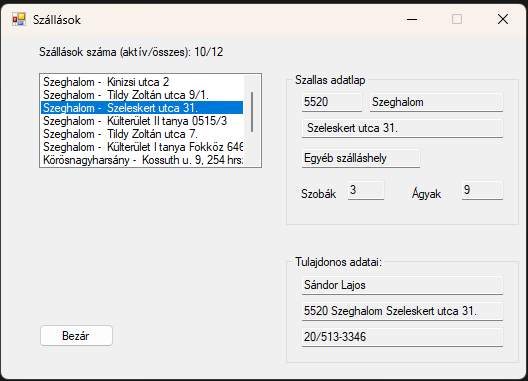 Szállások
Szállások száma (aktív/összes): 10/12
Szeghalom - Kinizsi utca 2
Szeghalom - Tildy Zoltán utca 9/1.
Szeghalom - Szeleskert utca 31.
Szeghalom - Külterület II tanya 0515/3
Szeghalom - Tildy Zoltán utca 7.
Szeghalom - Külterület I tanya Fokköz 646
Körösnagyharsány - Kossuth u. 9, 254 hrsz
Szallas adatlap
5520 Szeghalom
Szeleskert utca 31.
Egyéb szálláshely
Szobák 3 Ágyak 9
Tulajdonos adatai:
Sándor Lajos
5520 Szeghalom Szeleskert utca 31.
20/513-3346
Bezár